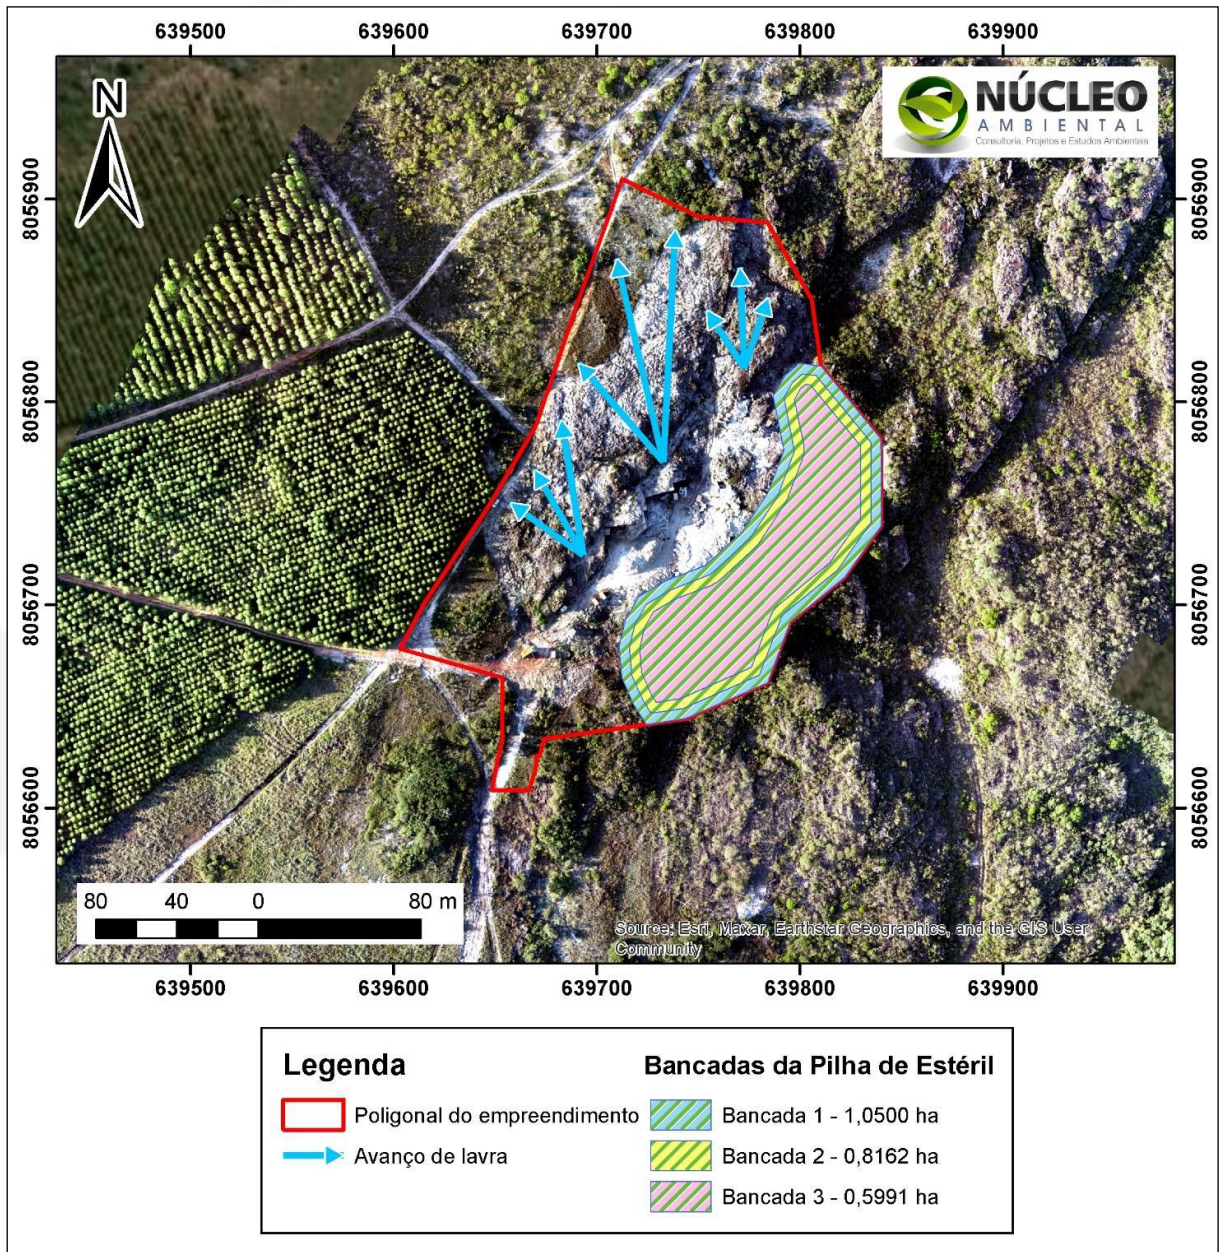 639500 639600 639700 639800 639900
N
NÚCLEO
AMBIENTAL
Consultoria, Projetos e Estudos Ambientais
8056900 8056900
8056800 8056800
8056700 8056700
8056600 8056600
80 40 0 80 m
Source: Esri, Maxar, Earthstar Geographics, and the GIS User
Community
639500 639600 639700 639800 639900
Legenda
Poligonal do empreendimento
Avanço de lavra
Bancadas da Pilha de Estéril
Bancada 1 - 1,0500 ha
Bancada 2 - 0,8162 ha
Bancada 3 - 0,5991 ha